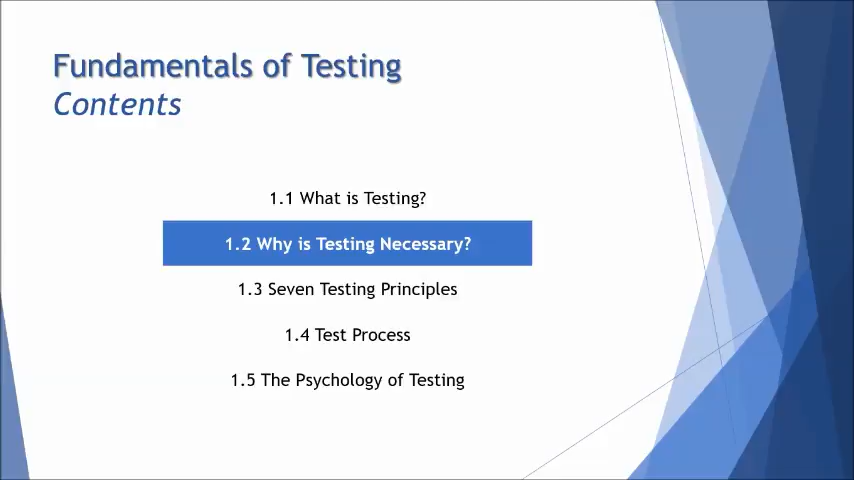 Fundamentals of Testing
Contents
1.1 What is Testing?
1.2 Why is Testing Necessary?
1.3 Seven Testing Principles
1.4 Test Process
1.5 The Psychology of Testing